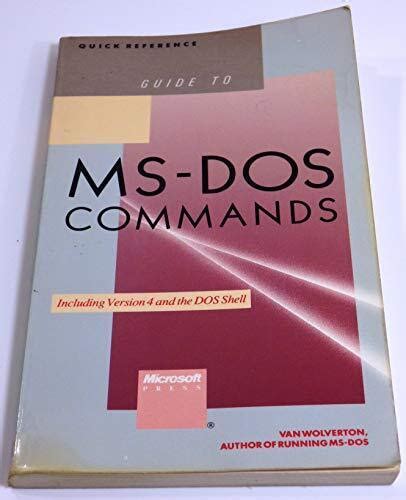 QUICK REFERENCE
GUIDE TO
MS-DOS
COMMANDS
Including Version 4 and the DOS Shell
Microsoft
PRESS
®
VAN WOLVERTON,
AUTHOR OF RUNNING MS-DOS